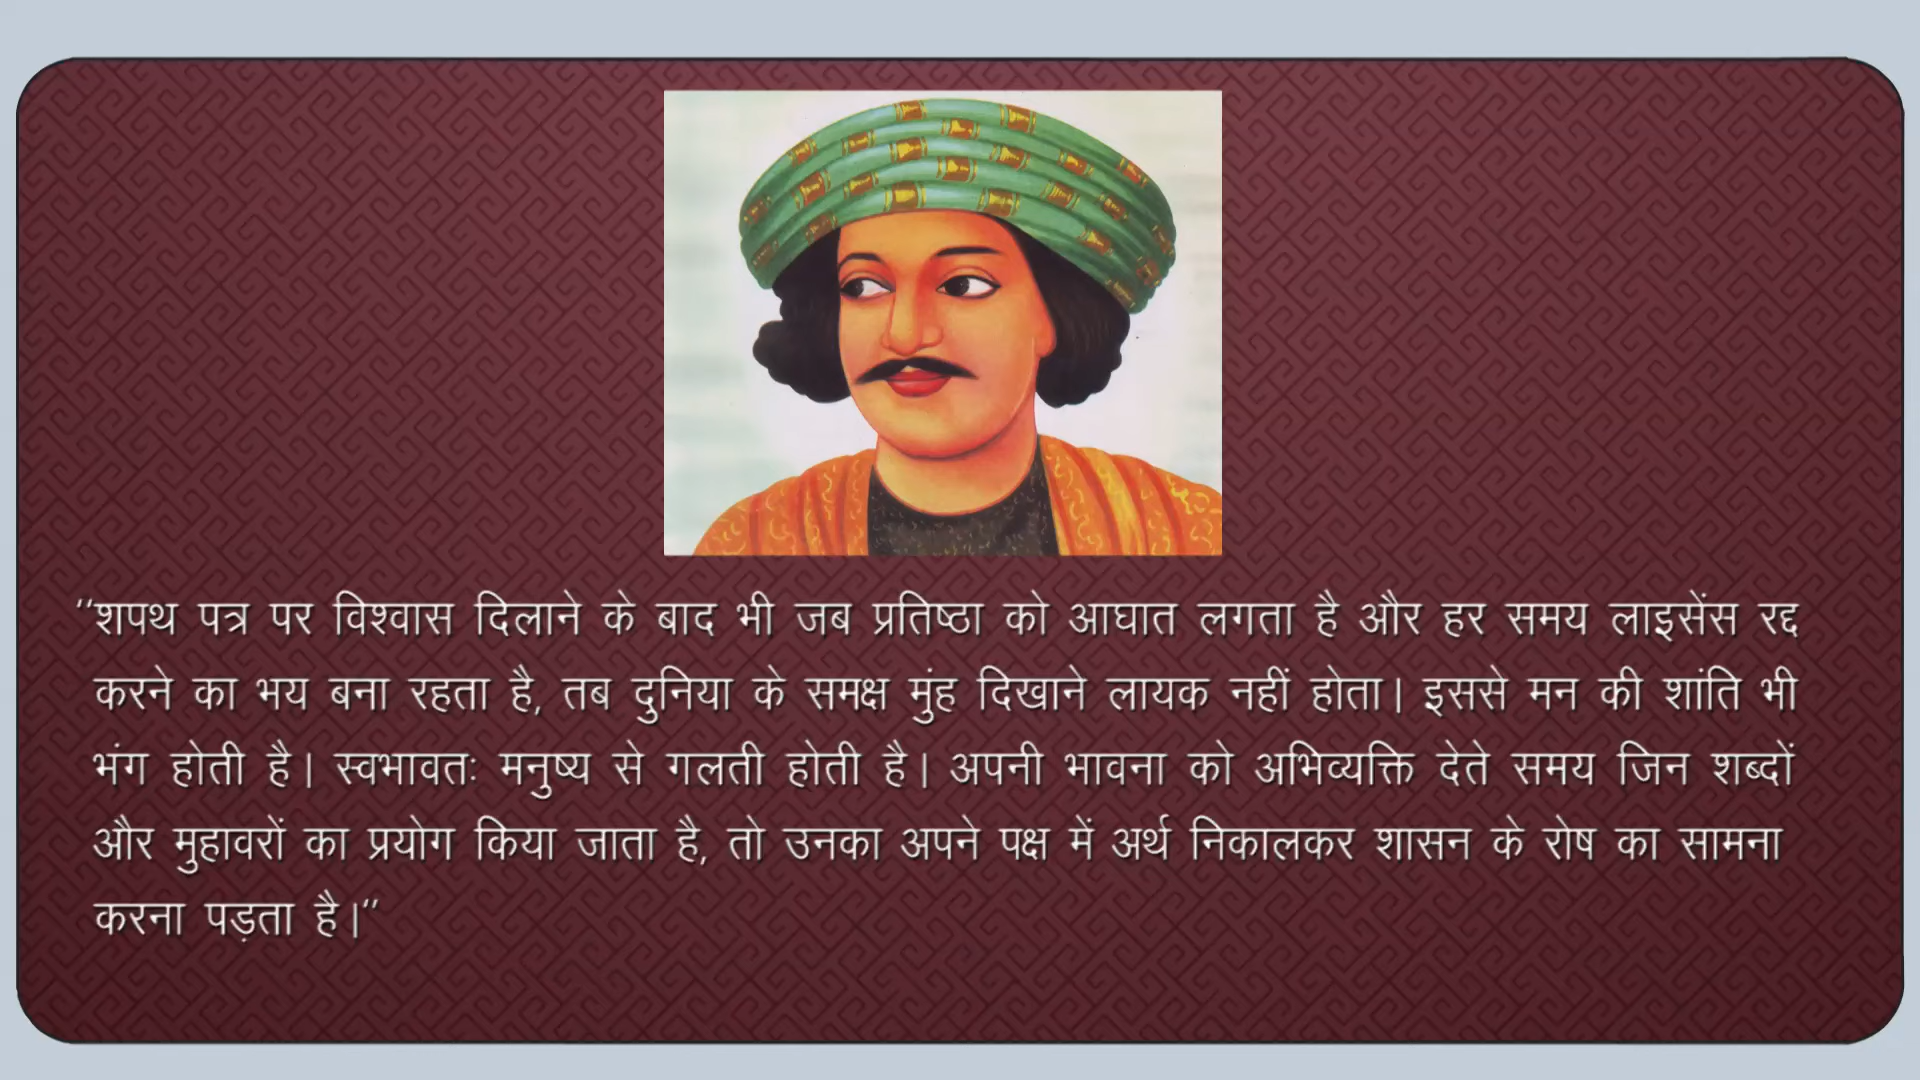 ‘‘शपथ पत्र पर विश्वास दिलाने के बाद भी जब प्रतिष्ठा को आघात लगता है और हर समय लाइसेंस रद्द
करने का भय बना रहता है, तब दुनिया के समक्ष मुंह दिखाने लायक नहीं होता। इससे मन की शांति भी
भंग होती है। स्वभावतः मनुष्य से गलती होती है। अपनी भावना को अभिव्यक्ति देते समय जिन शब्दों
और मुहावरों का प्रयोग किया जाता है, तो उनका अपने पक्ष में अर्थ निकालकर शासन के रोष का सामना
करना पड़ता है।’’